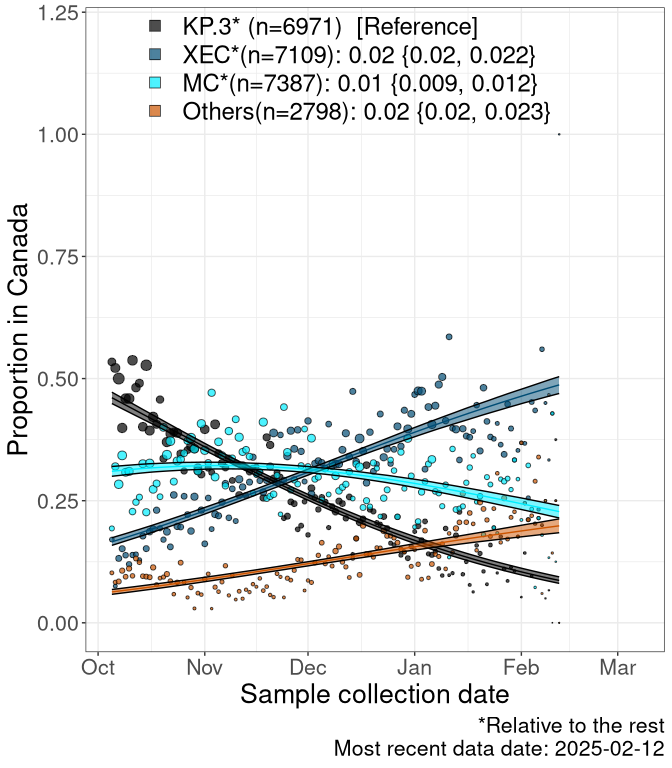 KP.3* (n=6971)  [Reference]
XEC*(n=7109): 0.02 {0.02, 0.022}
MC*(n=7387): 0.01 {0.009, 0.012}
Others(n=2798): 0.02 {0.02, 0.023}
1.25
1.00
0.75
0.50
0.25
0.00
Proportion in Canada
Oct Nov Dec Jan Feb Mar
Sample collection date
*Relative to the rest
Most recent data date: 2025-02-12